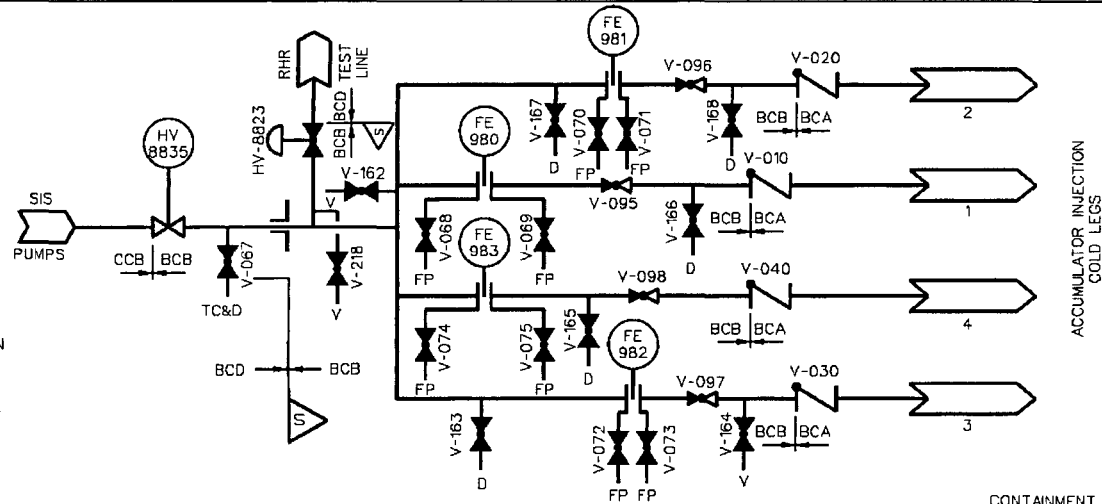 RHR
TEST
LINE
BCD
BCB
S
HV-8823
HV
8835
SIS
PUMPS
CCB
BCB
V-067
TC&D
V
V-218
V
V-162
BCD
BCB
S
FE
981
V-167
D
V-070
FP
V-071
FP
V-096
V-168
D
V-020
BCB
BCA
2
FE
980
V-068
FP
V-069
FP
V-095
V-166
D
V-010
BCB
BCA
1
FE
983
V-074
FP
V-075
FP
V-165
D
V-098
V-040
BCB
BCA
4
FE
982
V-163
D
V-072
FP
V-073
FP
V-097
V-164
V
V-030
BCB
BCA
3
ACCUMULATOR INJECTION
COLD LEGS
N
CONTAINMENT